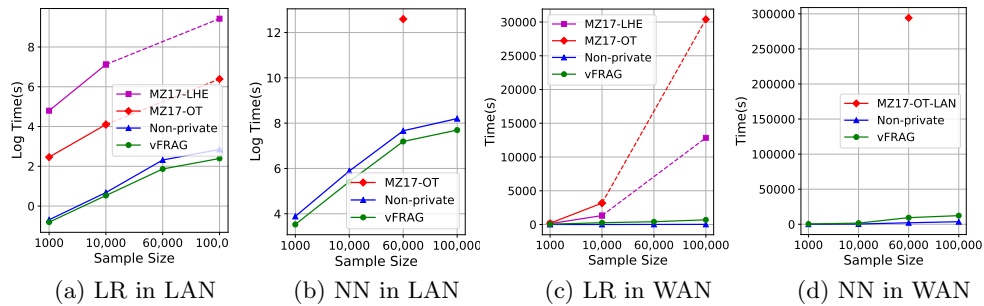 8
6
4
2
0
Log Time(s)
MZ17-LHE
MZ17-OT
Non-private
vFRAG
1000 10,000 60,000 100,0
Sample Size
(a) LR in LAN
12
10
8
6
4
Log Time(s)
MZ17-OT
Non-private
vFRAG
1000 10,000 60,000 100,000
Sample Size
(b) NN in LAN
30000
25000
20000
15000
10000
5000
0
Time(s)
MZ17-LHE
MZ17-OT
Non-private
vFRAG
1000 10,000 60,000 100,000
Sample Size
(c) LR in WAN
300000
250000
200000
150000
100000
50000
0
Time(s)
MZ17-OT-LAN
Non-private
vFRAG
1000 10,000 60,000 100,000
Sample Size
(d) NN in WAN